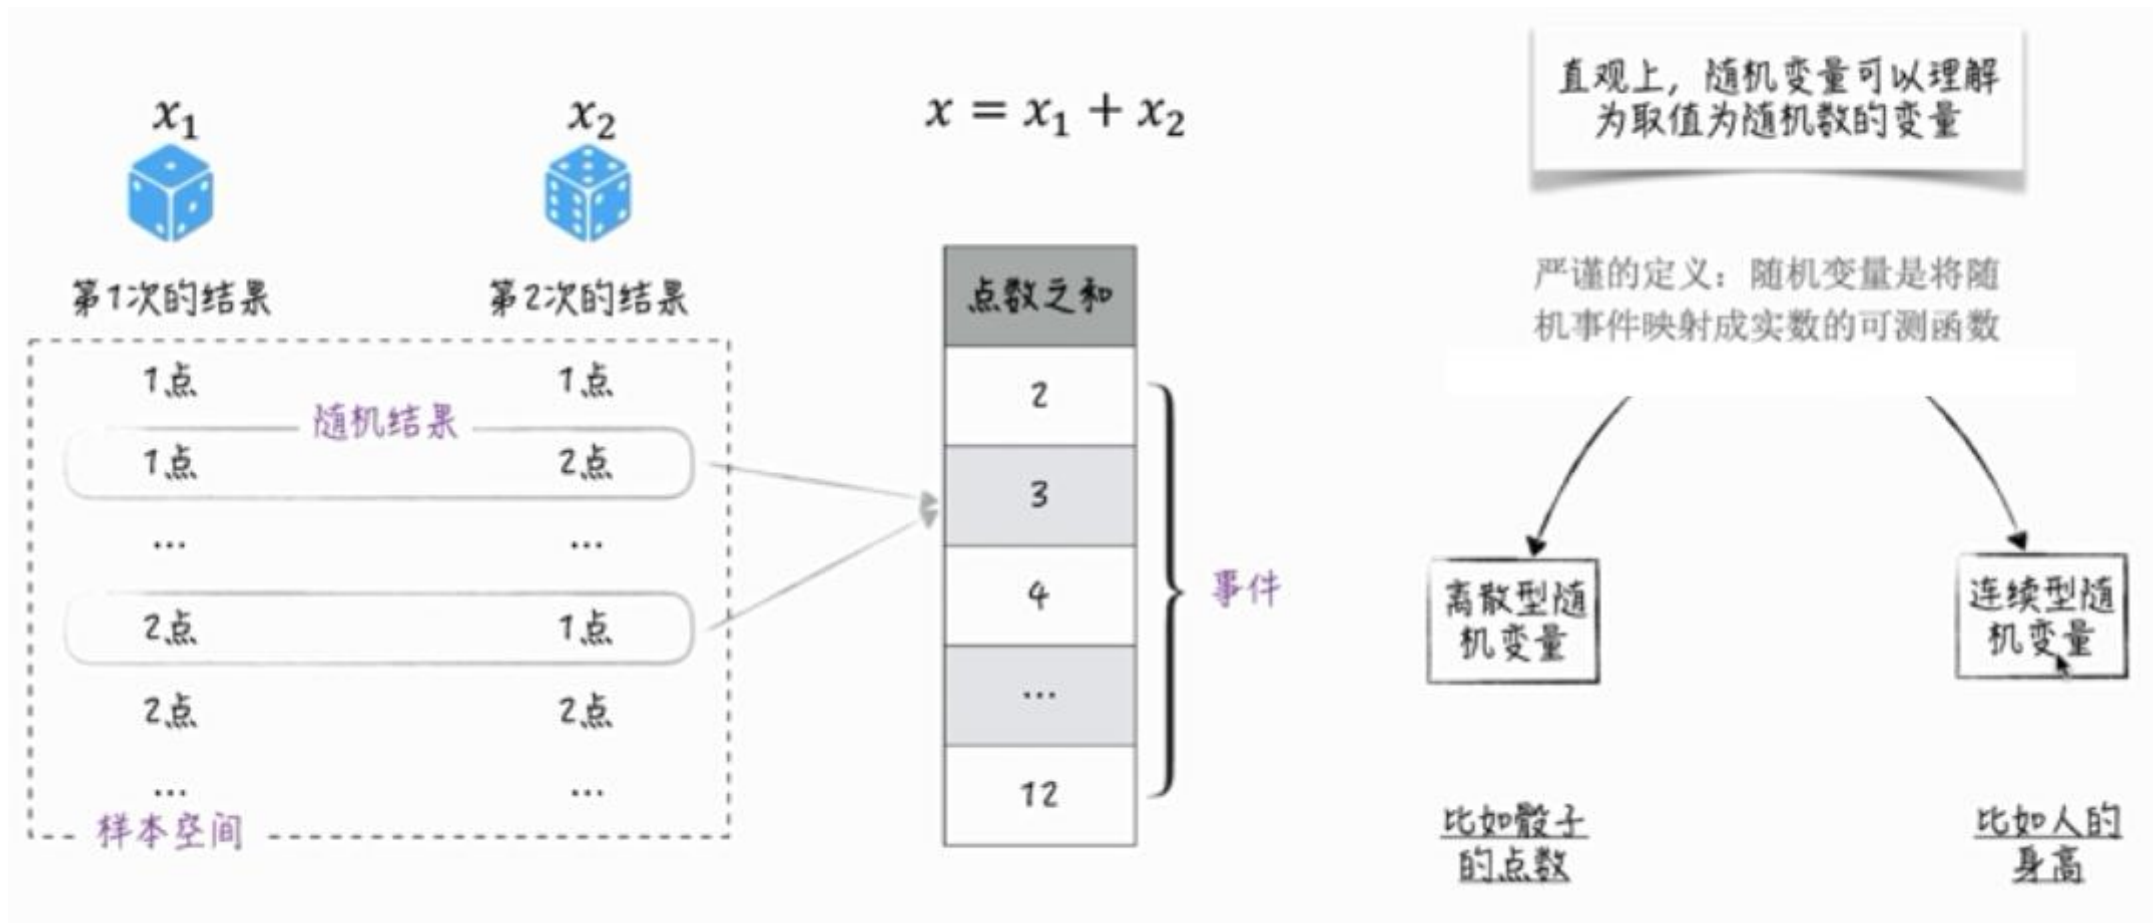 x₁
x₂
x = x₁ + x₂
第1次的结果
第2次的结果
1点
1点
随机结果
1点
2点
...
...
2点
1点
2点
2点
...
...
样本空间
点数之和
2
3
4
...
12
事件
直观上，随机变量可以理解
为取值为随机数的变量
严谨的定义：随机变量是将随
机事件映射成实数的可测函数
离散型随
机变量
连续型随
机变量
比如骰子
的点数
比如人的
身高